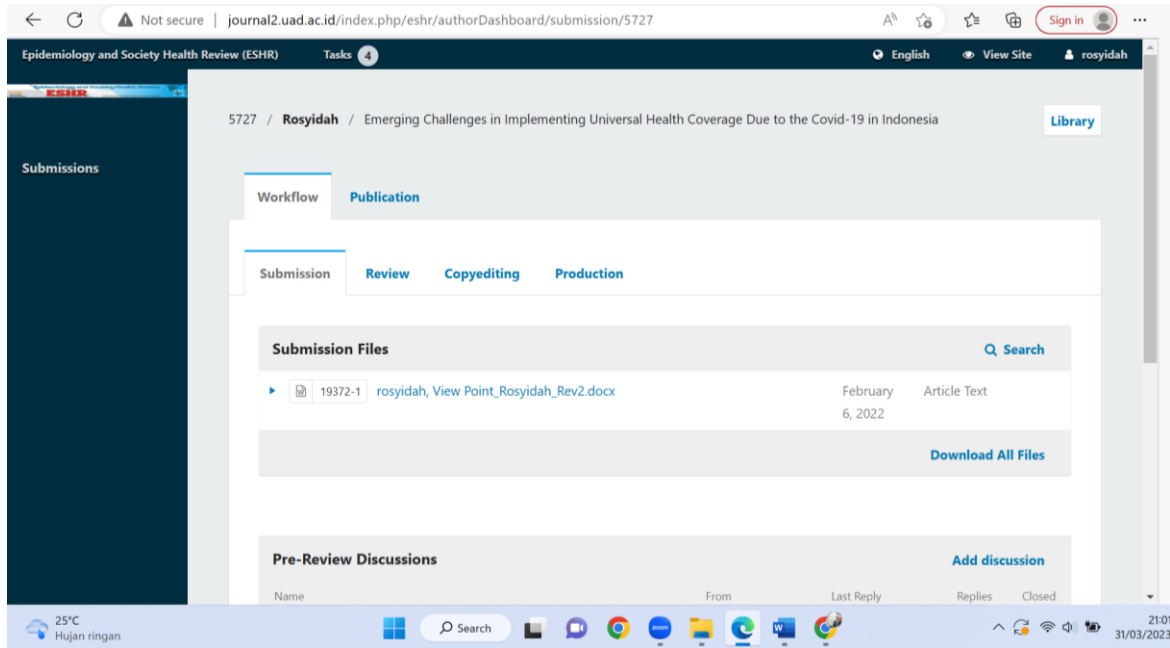 Not secure | journal2.uad.ac.id/index.php/eshr/authorDashboard/submission/5727 Sign in
Epidemiology and Society Health Review (ESHR) Tasks 4 English View Site rosyidah
ESHR
5727 / Rosyidah / Emerging Challenges in Implementing Universal Health Coverage Due to the Covid-19 in Indonesia Library
Submissions
Workflow Publication
Submission Review Copyediting Production
Submission Files Search
19372-1 rosyidah, View Point_Rosyidah_Rev2.docx February Article Text
6, 2022
Download All Files
Pre-Review Discussions Add discussion
Name From Last Reply Replies Closed
25°C
Hujan ringan
Search
zoom
21:01
31/03/2023